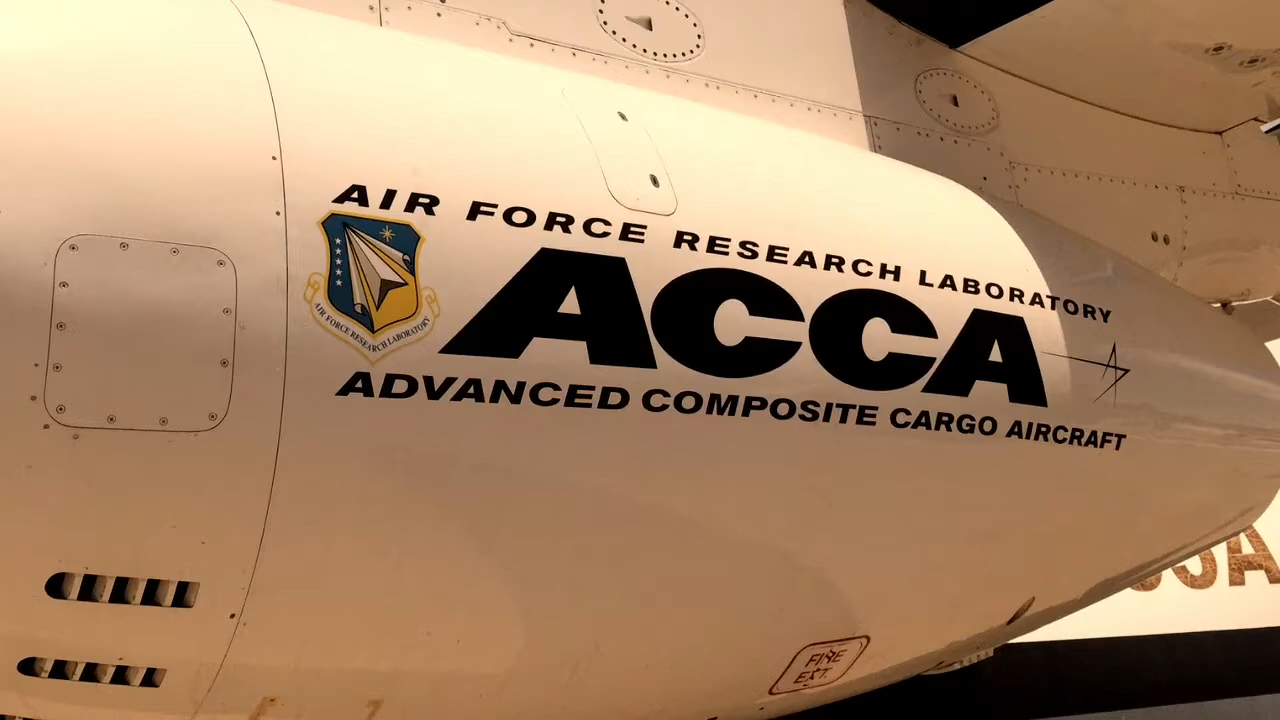 AIR FORCE RESEARCH LABORATORY
ACCA
AIR FORCE RESEARCH LABORATORY
ADVANCED COMPOSITE CARGO AIRCRAFT
FIRE
EXT.